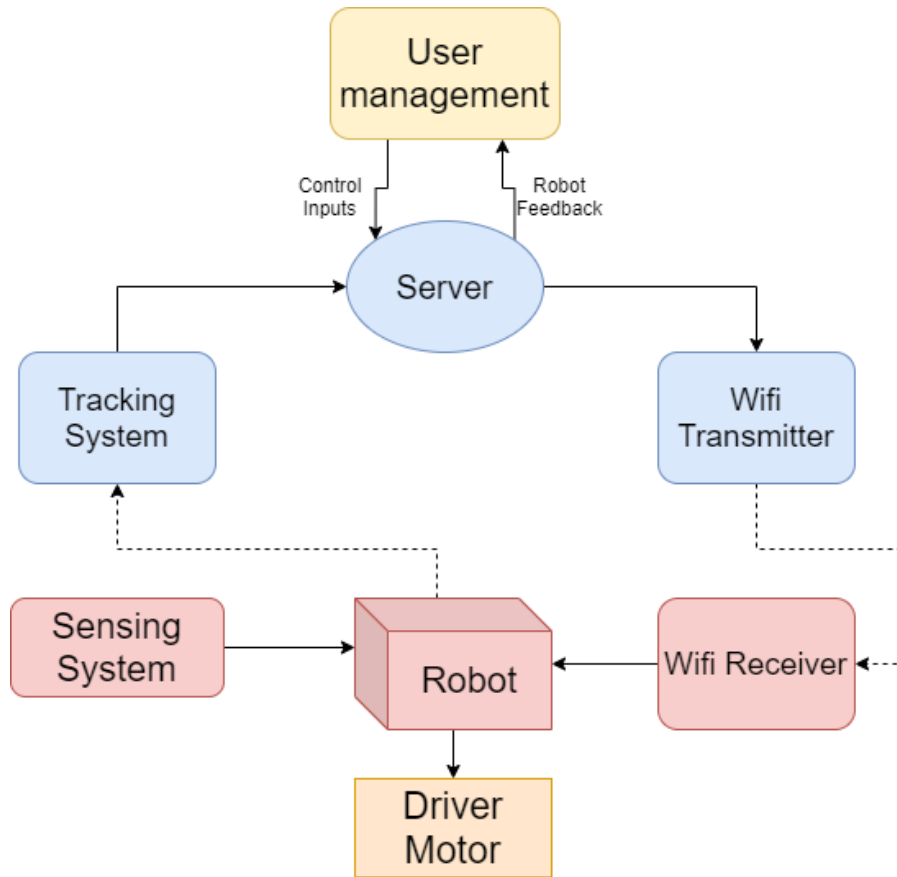 User
management
Control
Inputs
Robot
Feedback
Server
Tracking
System
Wifi
Transmitter
Sensing
System
Robot
Wifi Receiver
Driver
Motor